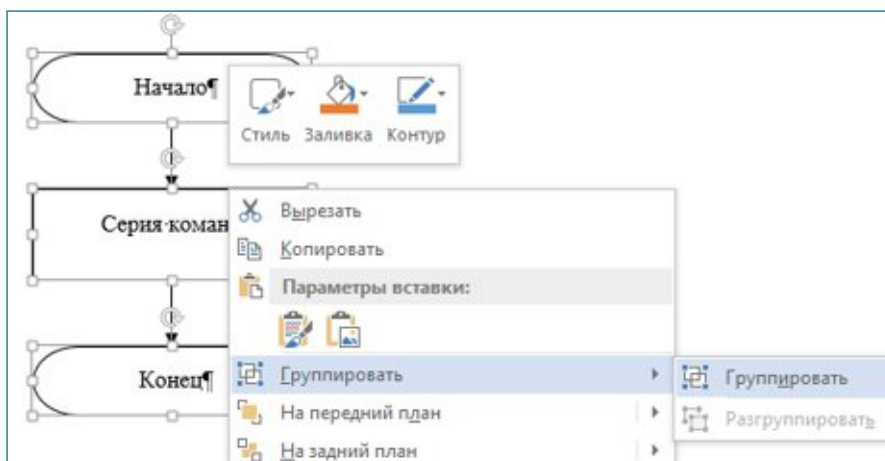 Начало¶
Стиль Заливка Контур
Серия·коман
Вырезать
Копировать
Параметры вставки:
Конец¶
Группировать
Группировать
На передний план
Разгруппировать
На задний план